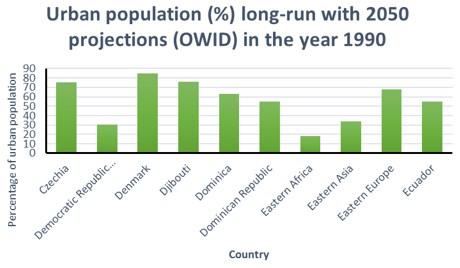 Urban population (%) long-run with 2050
projections (OWID) in the year 1990
Percentage of urban population
90
80
70
60
50
40
30
20
10
0
Czechia
Democratic Republic...
Denmark
Djibouti
Dominica
Dominican Republic
Eastern Africa
Eastern Asia
Eastern Europe
Ecuador
Country